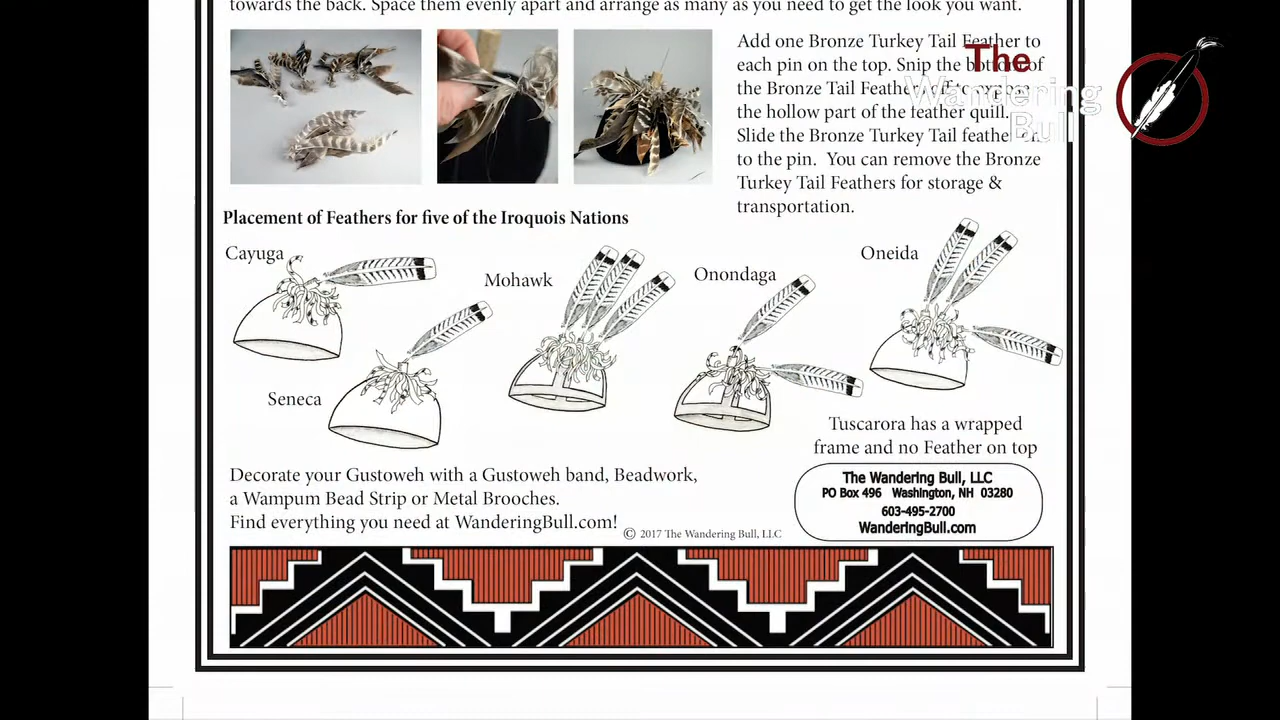 towards the back. Space them evenly apart and arrange as many as you need to get the look you want.
Add one Bronze Turkey Tail Feather to
each pin on the top. Snip the bottom of
the Bronze Tail Feather off to expose
the hollow part of the feather quill.
Slide the Bronze Turkey Tail feather on
to the pin. You can remove the Bronze
Turkey Tail Feathers for storage &
transportation.
The
Wandering
Bull
Placement of Feathers for five of the Iroquois Nations
Cayuga
Mohawk
Onondaga
Oneida
Seneca
Tuscarora has a wrapped
frame and no Feather on top
Decorate your Gustoweh with a Gustoweh band, Beadwork,
a Wampum Bead Strip or Metal Brooches.
Find everything you need at WanderingBull.com!
© 2017 The Wandering Bull, LLC
The Wandering Bull, LLC
PO Box 496 Washington, NH 03280
603-495-2700
WanderingBull.com